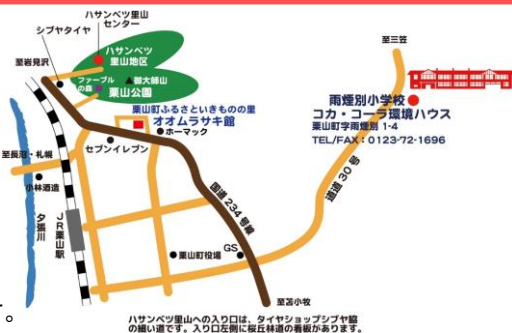 ハサンベツ里山
センター
シブヤタイヤ
ハサンベツ
里山地区
至岩見沢
ファーブル
の森
▲御大師山
栗山公園
栗山町ふるさといきものの里
オオムラサキ館
ホーマック
セブンイレブン
至長沼・札幌
小林酒造
夕張川
JR栗山駅
国道234号線
栗山町役場
GS
至苫小牧
至三笠
雨煙別小学校
コカ・コーラ環境ハウス
栗山町字雨煙別 1-4
TEL/FAX：0123-72-1696
道道30号
ハサンベツ里山への入り口は、タイヤショップシブヤ脇
の細い道です。入り口左側に桜丘林道の看板があります。
。